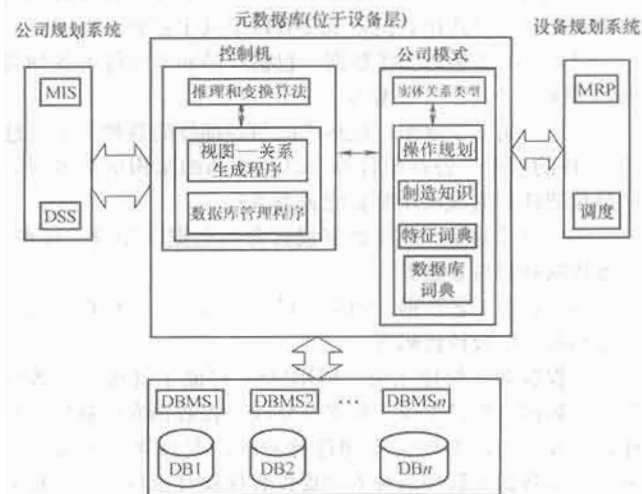 公司规划系统
元数据库(位于设备层)
设备规划系统
控制机
公司模式
MIS
DSS
推理和变换算法
视图—关系
生成程序
数据库管理程序
实体关系类型
操作规划
制造知识
特征词典
数据库
词典
MRP
调度
DBMS1
DBMS2
…
DBMSn
DB1
DB2
DBn